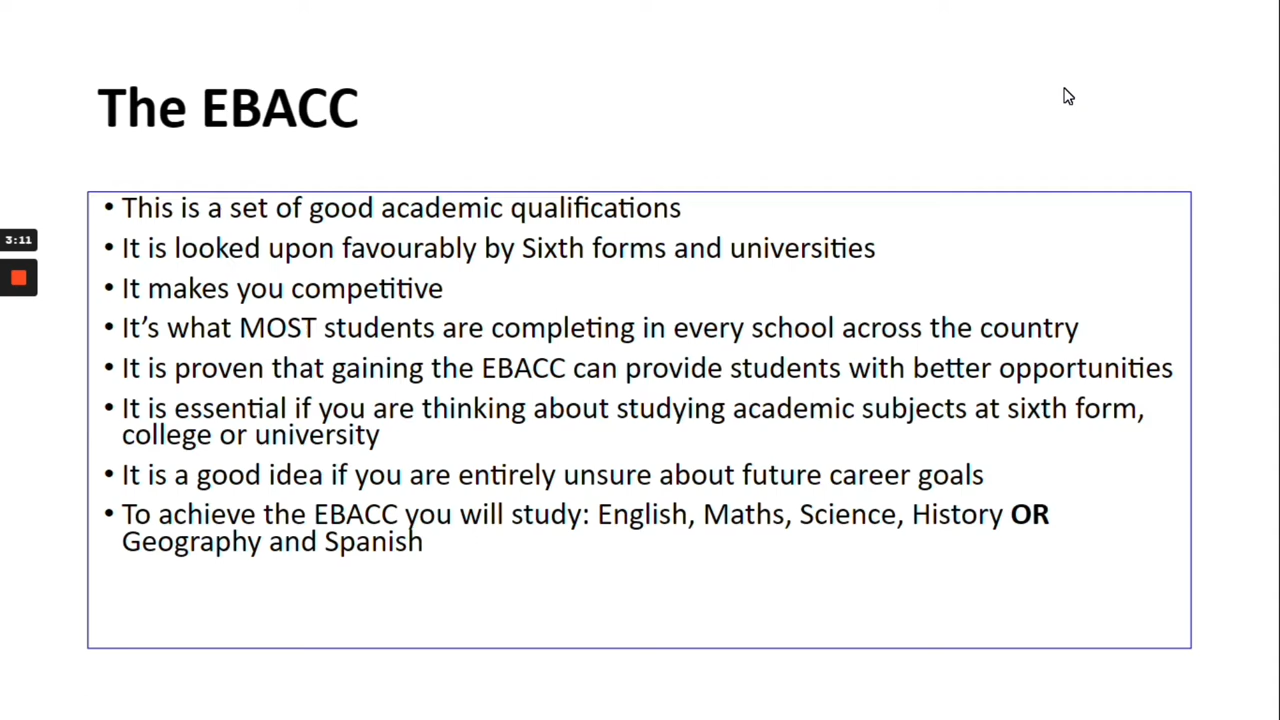 The EBACC
• This is a set of good academic qualifications
• It is looked upon favourably by Sixth forms and universities
• It makes you competitive
• It’s what MOST students are completing in every school across the country
• It is proven that gaining the EBACC can provide students with better opportunities
• It is essential if you are thinking about studying academic subjects at sixth form,
college or university
• It is a good idea if you are entirely unsure about future career goals
• To achieve the EBACC you will study: English, Maths, Science, History OR
Geography and Spanish
3:11